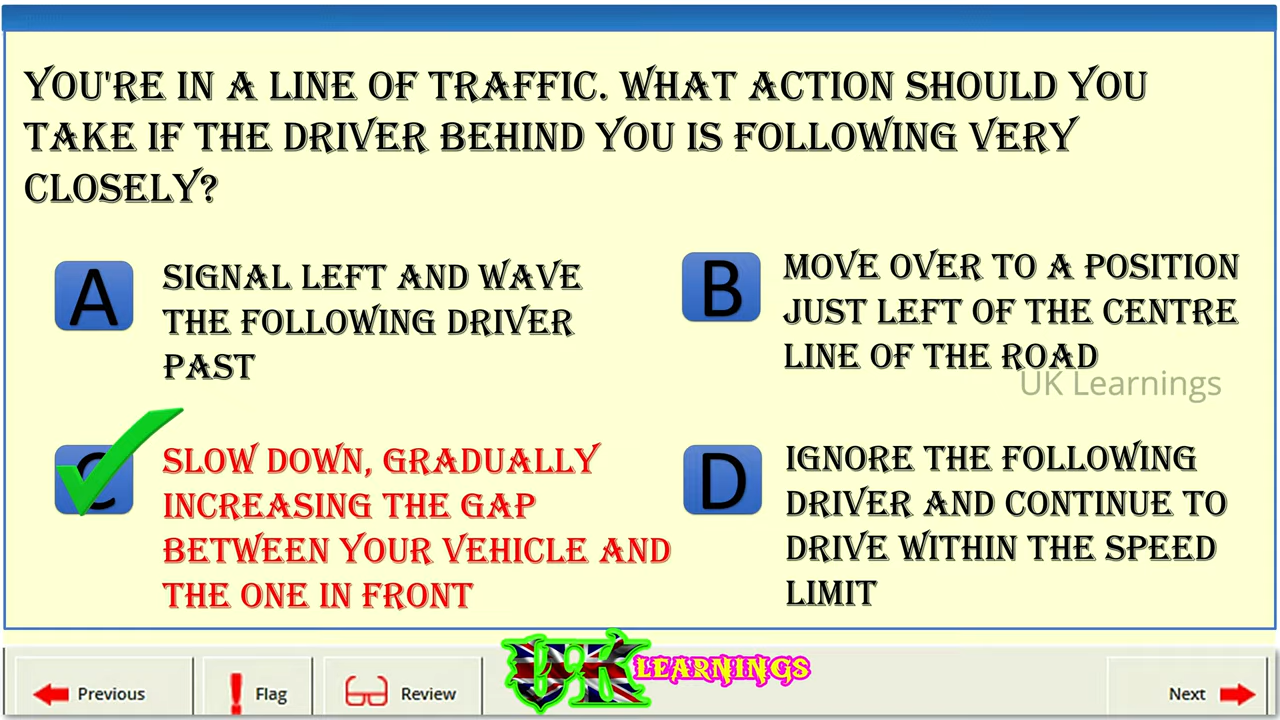 YOU'RE IN A LINE OF TRAFFIC. WHAT ACTION SHOULD YOU
TAKE IF THE DRIVER BEHIND YOU IS FOLLOWING VERY
CLOSELY?
A
SIGNAL LEFT AND WAVE
THE FOLLOWING DRIVER
PAST
B
MOVE OVER TO A POSITION
JUST LEFT OF THE CENTRE
LINE OF THE ROAD
UK Learnings
C
SLOW DOWN, GRADUALLY
INCREASING THE GAP
BETWEEN YOUR VEHICLE AND
THE ONE IN FRONT
D
IGNORE THE FOLLOWING
DRIVER AND CONTINUE TO
DRIVE WITHIN THE SPEED
LIMIT
Previous
Flag
Review
UK LEARNINGS
Next